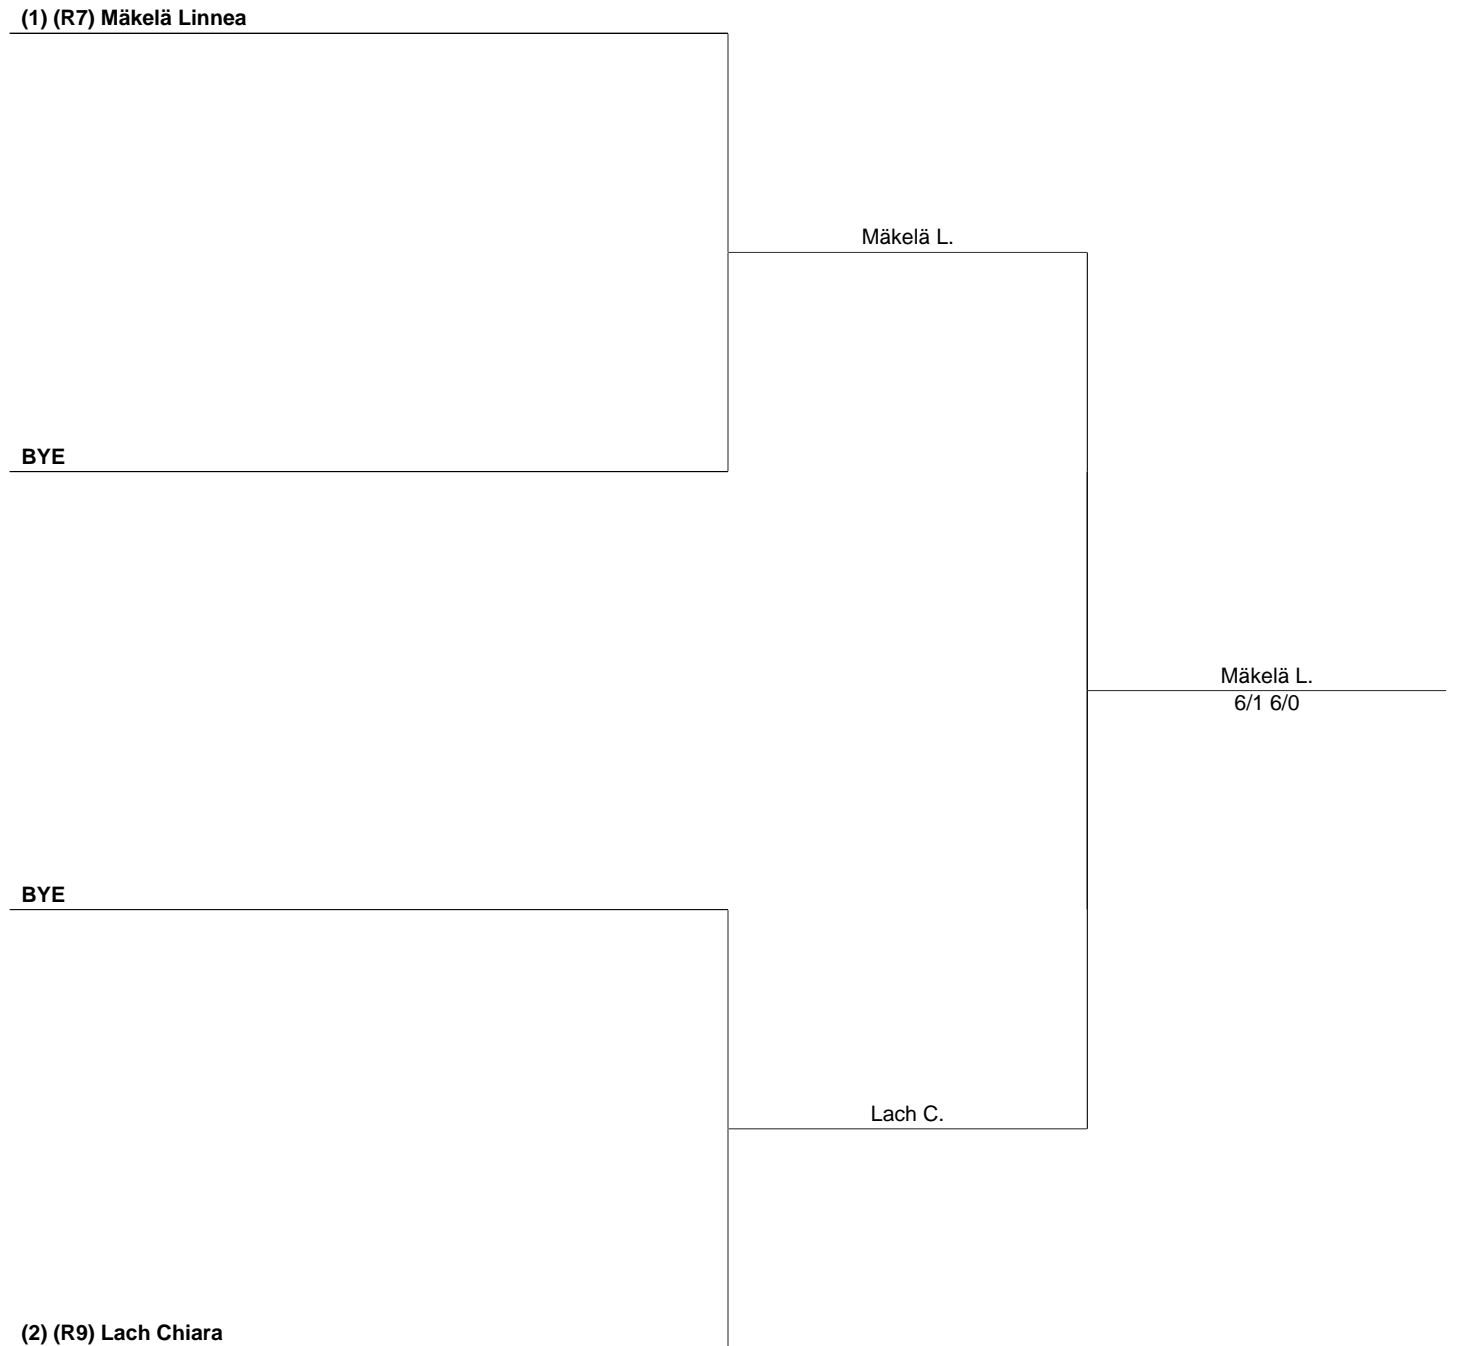 (1) (R7) Mäkelä Linnea
Mäkelä L.
BYE
Mäkelä L.
6/1 6/0
BYE
Lach C.
(2) (R9) Lach Chiara